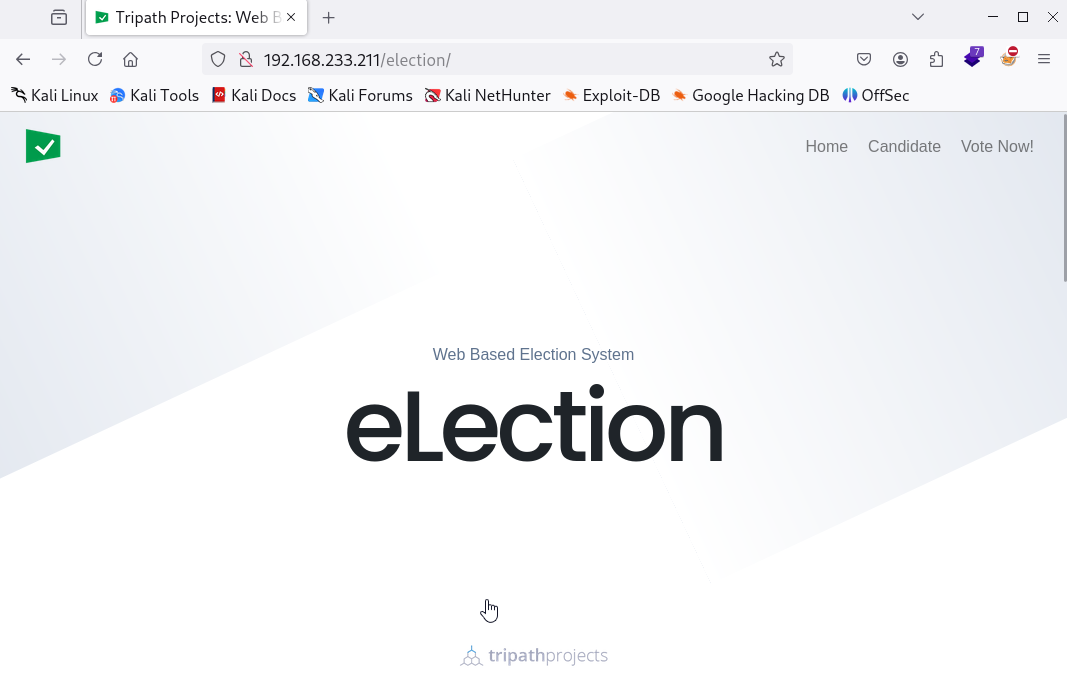 Tripath Projects: Web B
192.168.233.211/election/
7
Kali Linux Kali Tools Kali Docs Kali Forums Kali NetHunter Exploit-DB Google Hacking DB OffSec
Home Candidate Vote Now!
Web Based Election System
eLection
tripathprojects